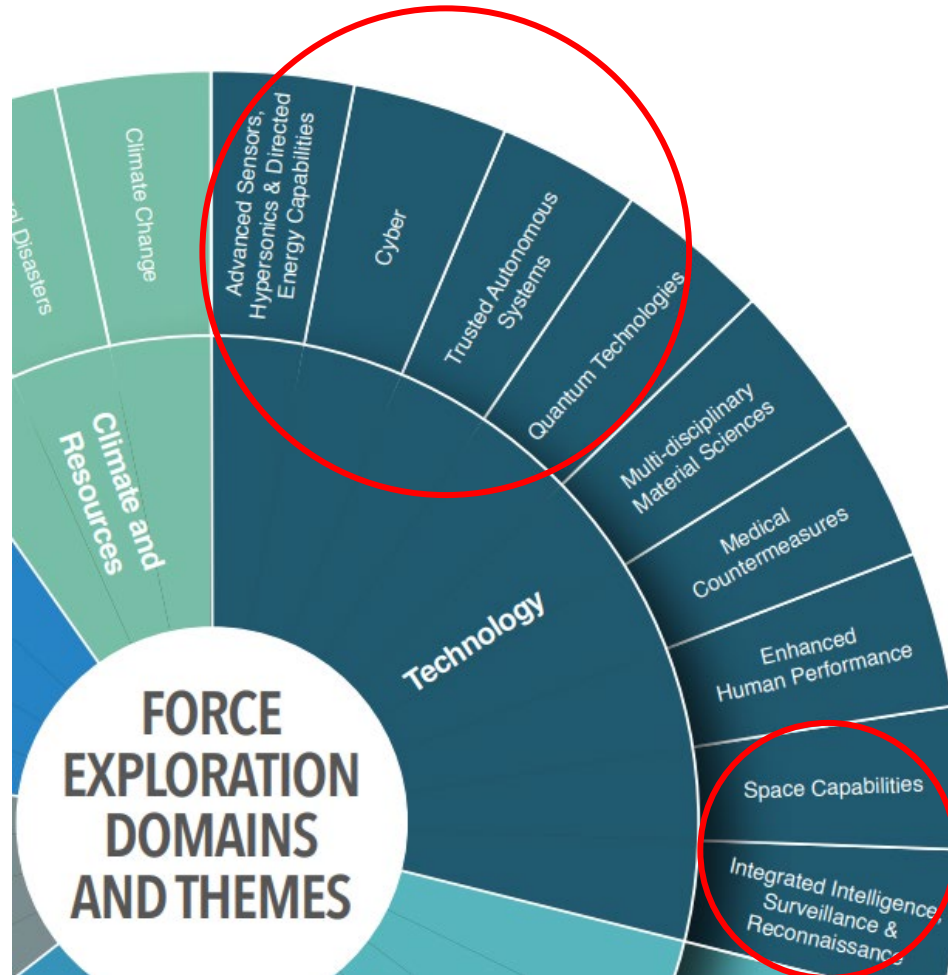 Disasters
Climate Change
Advanced Sensors,
Hypersonics & Directed
Energy Capabilities
Cyber
Trusted Autonomous
Systems
Quantum Technologies
Multi-disciplinary
Material Sciences
Medical
Countermeasures
Enhanced
Human Performance
Space Capabilities
Integrated Intelligence,
Surveillance &
Reconnaissance
Climate and
Resources
Technology
FORCE
EXPLORATION
DOMAINS
AND THEMES